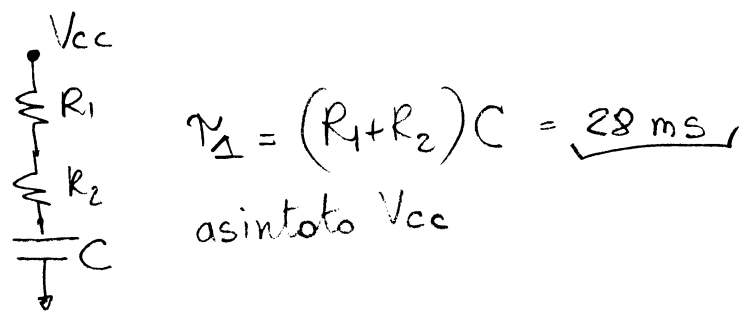 Vcc
R1
R2
C
τ1 = (R1+R2)C = 28 ms
asintoto Vcc